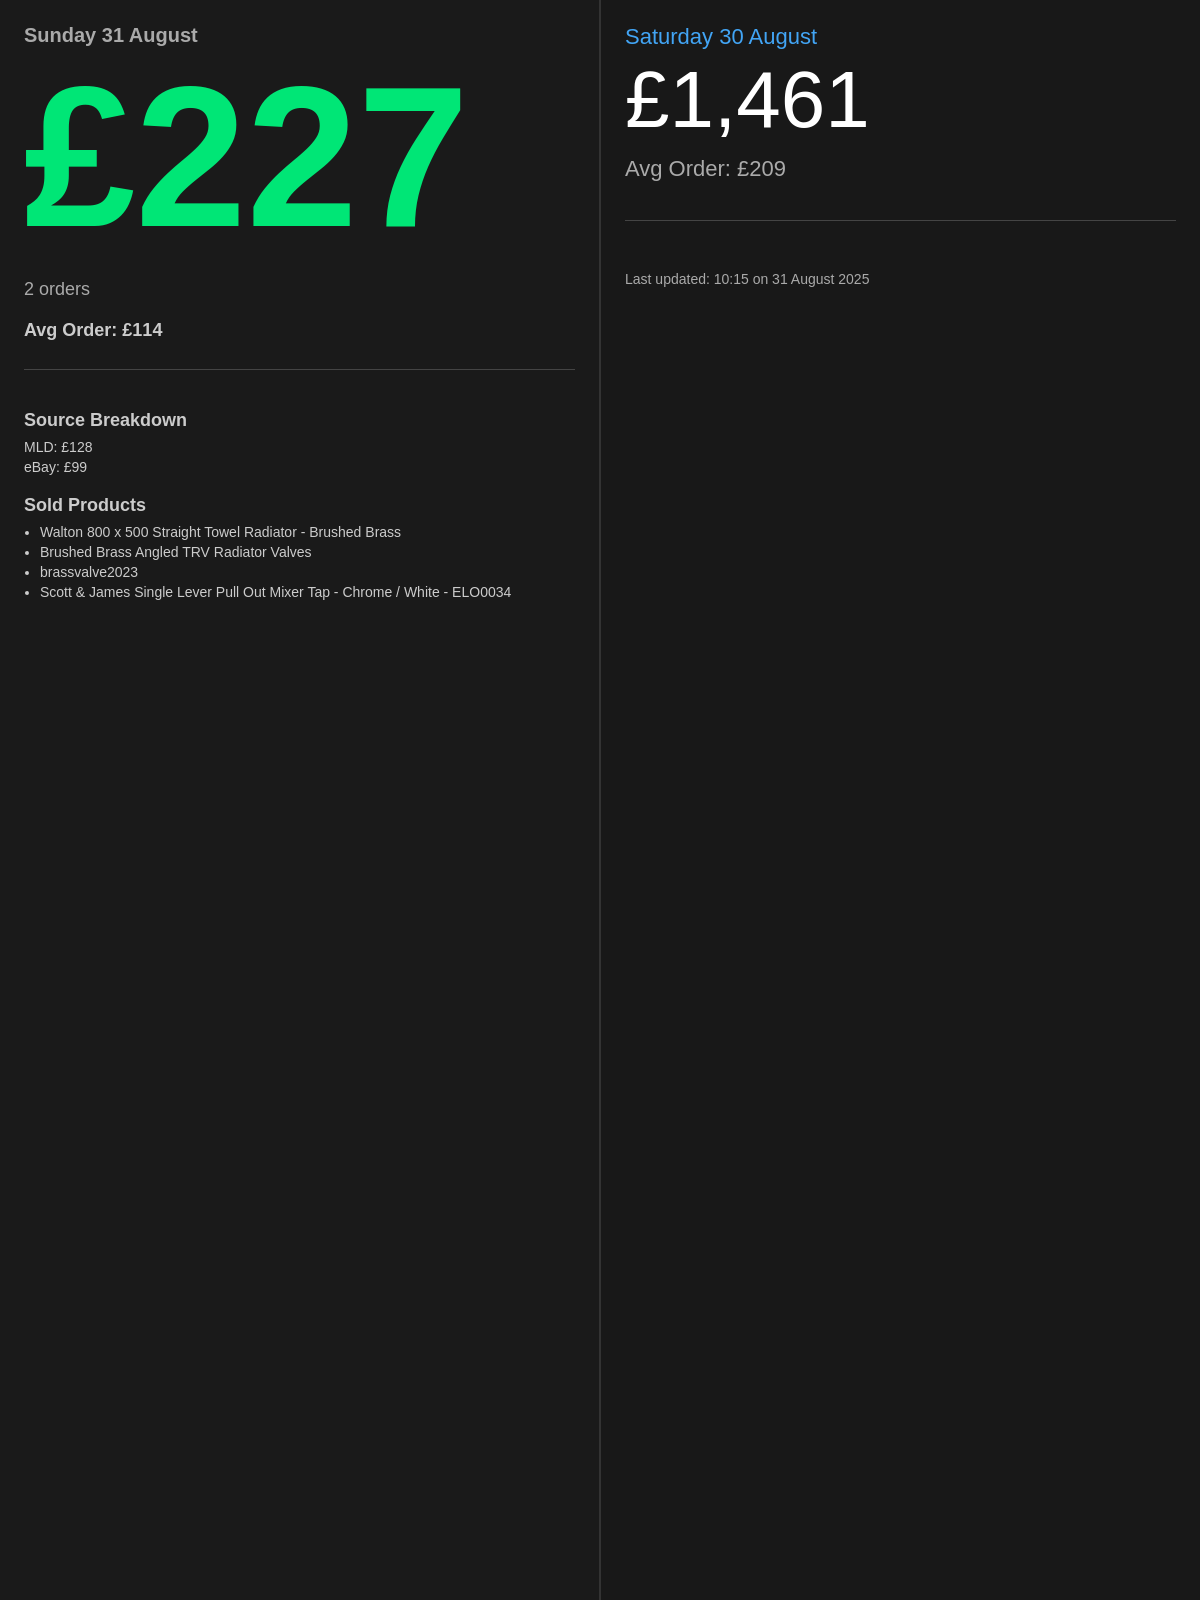 Sunday 31 August
£227
2 orders
Avg Order: £114
Source Breakdown
MLD: £128
eBay: £99
Sold Products
• Walton 800 x 500 Straight Towel Radiator - Brushed Brass
• Brushed Brass Angled TRV Radiator Valves
• brassvalve2023
• Scott & James Single Lever Pull Out Mixer Tap - Chrome / White - ELO0034
Saturday 30 August
£1,461
Avg Order: £209
Last updated: 10:15 on 31 August 2025